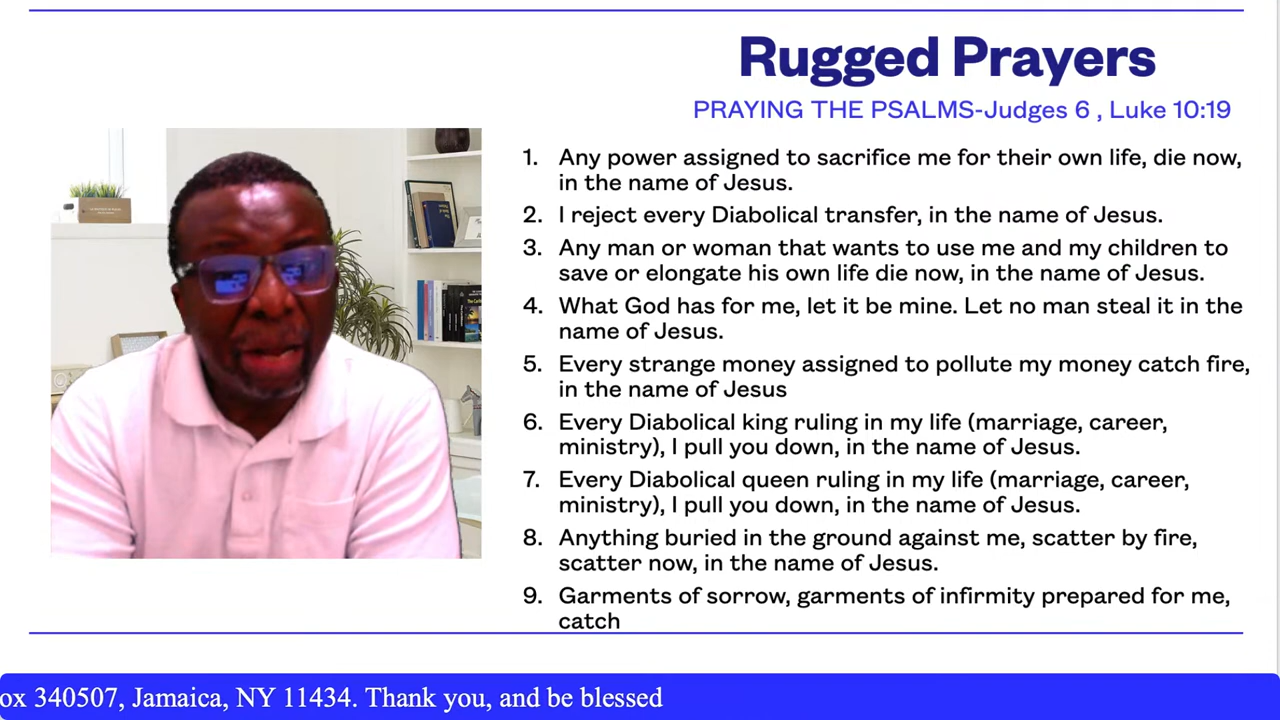 Rugged Prayers
PRAYING THE PSALMS-Judges 6 , Luke 10:19
1. Any power assigned to sacrifice me for their own life, die now,
in the name of Jesus.
2. I reject every Diabolical transfer, in the name of Jesus.
3. Any man or woman that wants to use me and my children to
save or elongate his own life die now, in the name of Jesus.
4. What God has for me, let it be mine. Let no man steal it in the
name of Jesus.
5. Every strange money assigned to pollute my money catch fire,
in the name of Jesus
6. Every Diabolical king ruling in my life (marriage, career,
ministry), I pull you down, in the name of Jesus.
7. Every Diabolical queen ruling in my life (marriage, career,
ministry), I pull you down, in the name of Jesus.
8. Anything buried in the ground against me, scatter by fire,
scatter now, in the name of Jesus.
9. Garments of sorrow, garments of infirmity prepared for me,
catch
ox 340507, Jamaica, NY 11434. Thank you, and be blessed